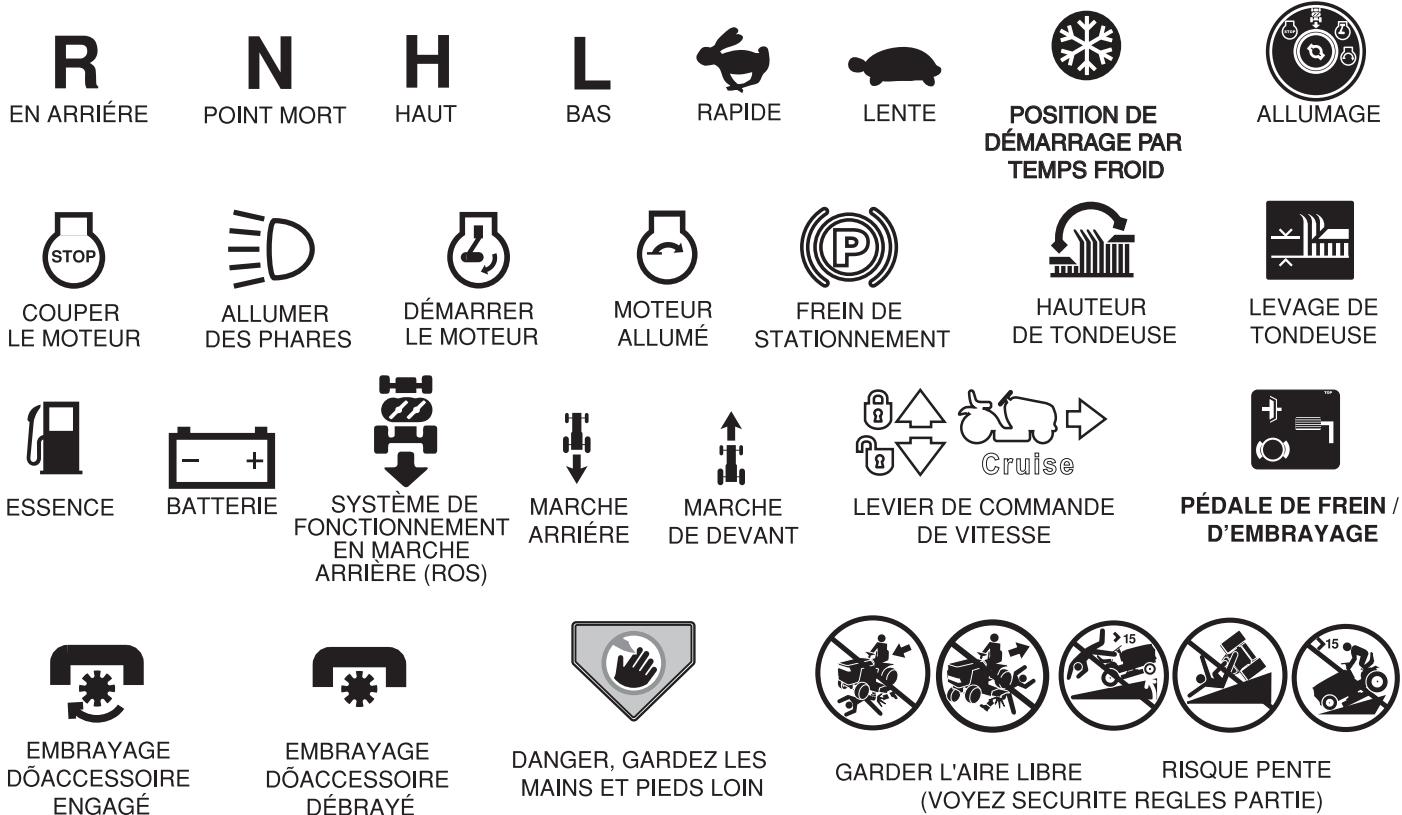 R
N
H
L
EN ARRIÉRE
POINT MORT
HAUT
BAS
RAPIDE
LENTE
POSITION DE
DÉMARRAGE PAR
TEMPS FROID
STOP
ALLUMAGE
STOP
COUPER
LE MOTEUR
ALLUMER
DES PHARES
DÉMARRER
LE MOTEUR
MOTEUR
ALLUMÉ
P
FREIN DE
STATIONNEMENT
HAUTEUR
DE TONDEUSE
LEVAGE DE
TONDEUSE
ESSENCE
- +
BATTERIE
SYSTÈME DE
FONCTIONNEMENT
EN MARCHE
ARRIÈRE (ROS)
MARCHE
ARRIÉRE
MARCHE
DE DEVANT
Cruise
LEVIER DE COMMANDE
DE VITESSE
TOP
PÉDALE DE FREIN /
D'EMBRAYAGE
EMBRAYAGE
DÕACCESSOIRE
ENGAGÉ
EMBRAYAGE
DÕACCESSOIRE
DÉBRAYÉ
DANGER, GARDEZ LES
MAINS ET PIEDS LOIN
>15
>15
GARDER L'AIRE LIBRE
RISQUE PENTE
(VOYEZ SECURITE REGLES PARTIE)